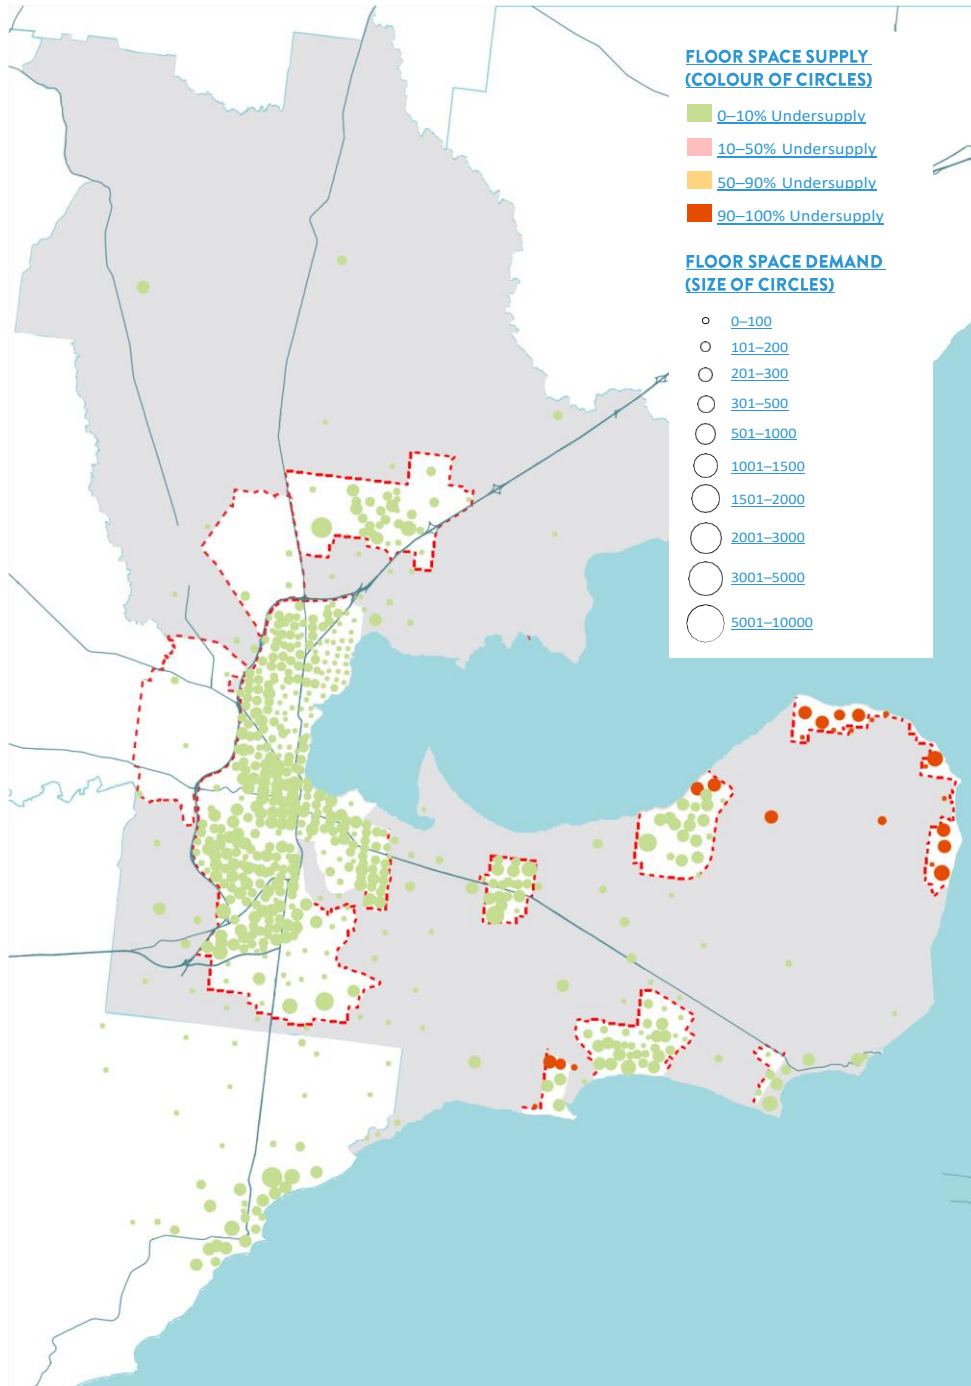 FLOOR SPACE SUPPLY
(COLOUR OF CIRCLES)
0–10% Undersupply
10–50% Undersupply
50–90% Undersupply
90–100% Undersupply
FLOOR SPACE DEMAND
(SIZE OF CIRCLES)
0–100
101–200
201–300
301–500
501–1000
1001–1500
1501–2000
2001–3000
3001–5000
5001–10000